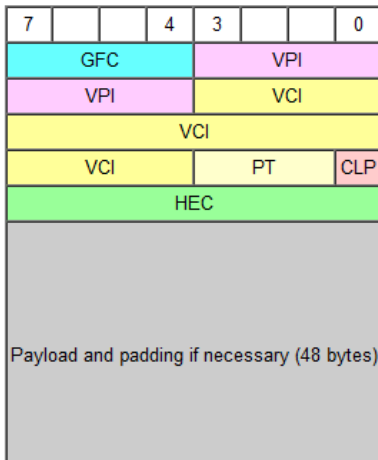 7 4 3 0
GFC VPI
VPI VCI
VCI
VCI PT CLP
HEC
Payload and padding if necessary (48 bytes)